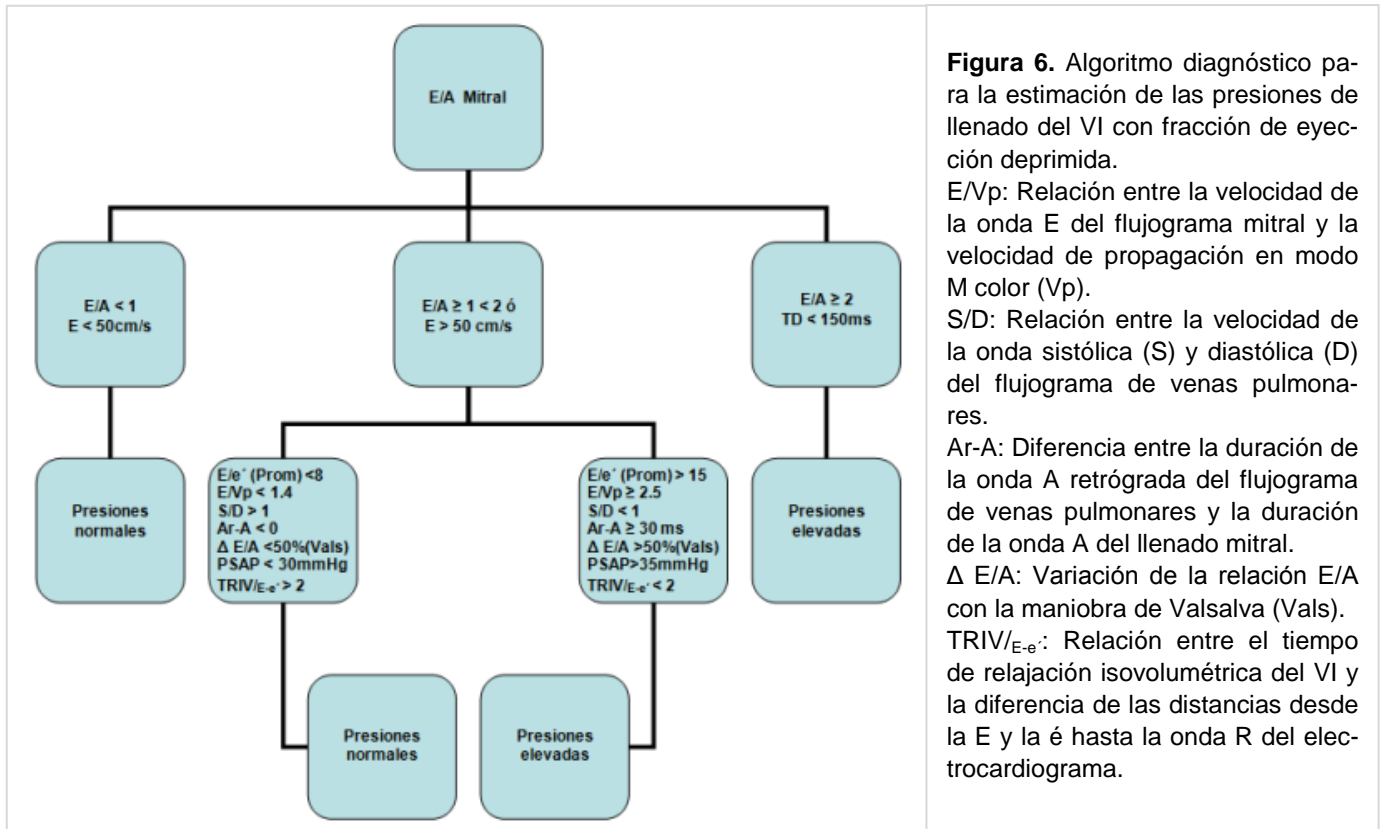 E/A Mitral
E/A < 1
E < 50cm/s
E/A ≥ 1 < 2 ó
E > 50 cm/s
E/A ≥ 2
TD < 150ms
Presiones
normales
E/e´ (Prom) <8
E/Vp < 1.4
S/D > 1
Ar-A < 0
Δ E/A <50%(Vals)
PSAP < 30mmHg
TRIV/E-e´ > 2
E/e´ (Prom) > 15
E/Vp ≥ 2.5
S/D < 1
Ar-A ≥ 30 ms
Δ E/A >50%(Vals)
PSAP>35mmHg
TRIV/E-e´ < 2
Presiones
elevadas
Presiones
normales
Presiones
elevadas
Figura 6. Algoritmo diagnóstico pa-
ra la estimación de las presiones de
llenado del VI con fracción de eyec-
ción deprimida.
E/Vp: Relación entre la velocidad de
la onda E del flujograma mitral y la
velocidad de propagación en modo
M color (Vp).
S/D: Relación entre la velocidad de
la onda sistólica (S) y diastólica (D)
del flujograma de venas pulmona-
res.
Ar-A: Diferencia entre la duración de
la onda A retrógrada del flujograma
de venas pulmonares y la duración
de la onda A del llenado mitral.
Δ E/A: Variación de la relación E/A
con la maniobra de Valsalva (Vals).
TRIV/E-e´: Relación entre el tiempo
de relajación isovolumétrica del VI y
la diferencia de las distancias desde
la E y la é hasta la onda R del elec-
trocardiograma.